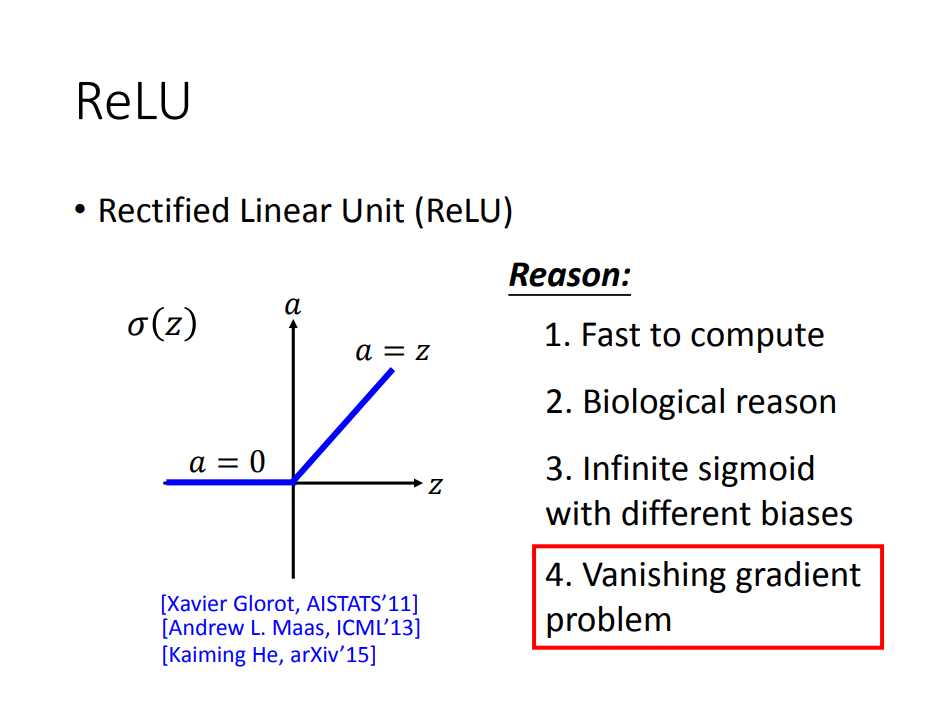 ReLU
• Rectified Linear Unit (ReLU)
Reason:
σ(z)
a
a = z
a = 0
z
1. Fast to compute
2. Biological reason
3. Infinite sigmoid
with different biases
4. Vanishing gradient
problem
[Xavier Glorot, AISTATS’11]
[Andrew L. Maas, ICML’13]
[Kaiming He, arXiv’15]